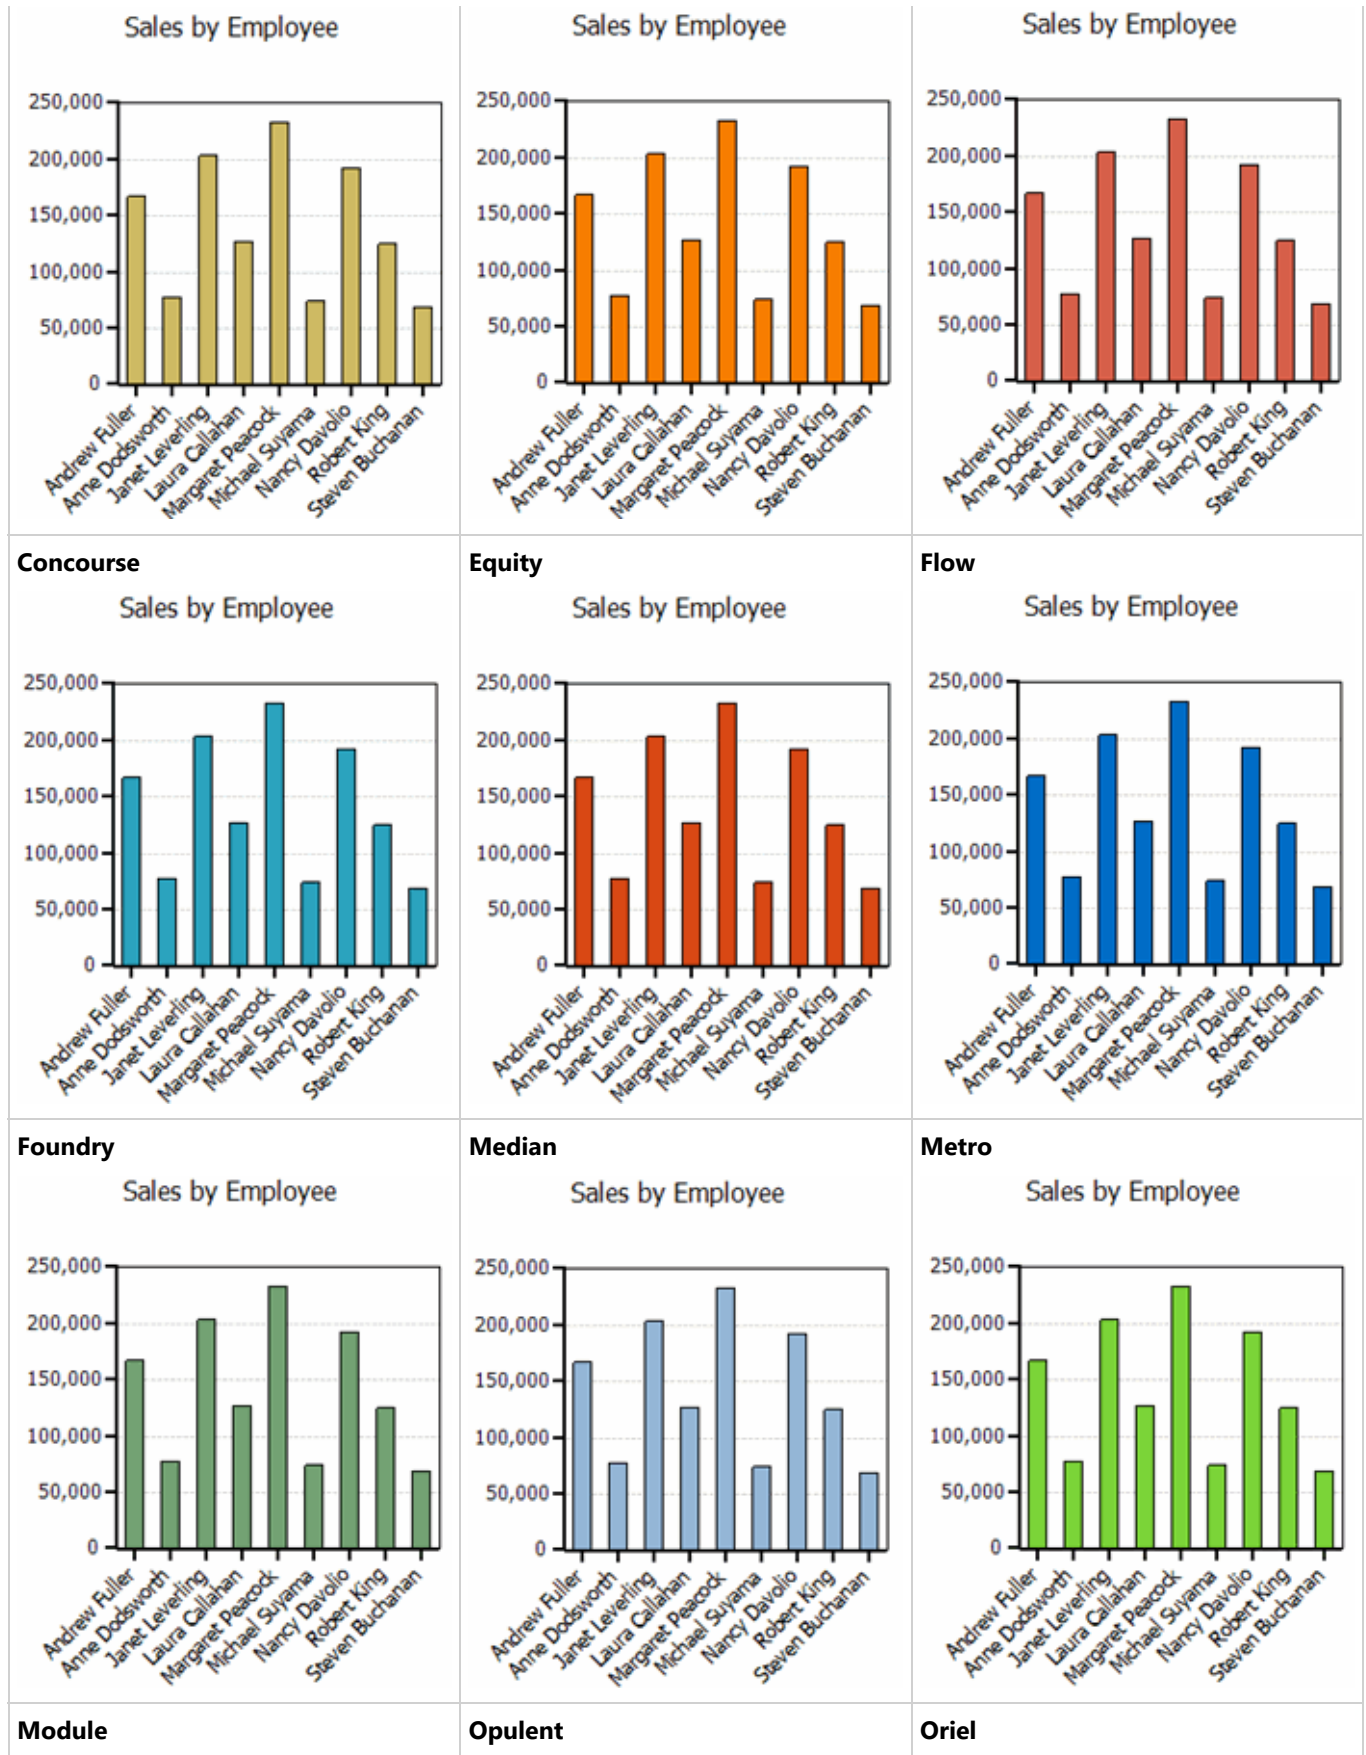 Sales by Employee
250,000
200,000
150,000
100,000
50,000
0
Andrew Fuller
Anne Dodsworth
Janet Leverling
Laura Callahan
Margaret Peacock
Michael Suyama
Nancy Davolio
Robert King
Steven Buchanan
Sales by Employee
250,000
200,000
150,000
100,000
50,000
0
Andrew Fuller
Anne Dodsworth
Janet Leverling
Laura Callahan
Margaret Peacock
Michael Suyama
Nancy Davolio
Robert King
Steven Buchanan
Sales by Employee
250,000
200,000
150,000
100,000
50,000
0
Andrew Fuller
Anne Dodsworth
Janet Leverling
Laura Callahan
Margaret Peacock
Michael Suyama
Nancy Davolio
Robert King
Steven Buchanan
Concourse
Sales by Employee
250,000
200,000
150,000
100,000
50,000
0
Andrew Fuller
Anne Dodsworth
Janet Leverling
Laura Callahan
Margaret Peacock
Michael Suyama
Nancy Davolio
Robert King
Steven Buchanan
Equity
Sales by Employee
250,000
200,000
150,000
100,000
50,000
0
Andrew Fuller
Anne Dodsworth
Janet Leverling
Laura Callahan
Margaret Peacock
Michael Suyama
Nancy Davolio
Robert King
Steven Buchanan
Flow
Sales by Employee
250,000
200,000
150,000
100,000
50,000
0
Andrew Fuller
Anne Dodsworth
Janet Leverling
Laura Callahan
Margaret Peacock
Michael Suyama
Nancy Davolio
Robert King
Steven Buchanan
Foundry
Sales by Employee
250,000
200,000
150,000
100,000
50,000
0
Andrew Fuller
Anne Dodsworth
Janet Leverling
Laura Callahan
Margaret Peacock
Michael Suyama
Nancy Davolio
Robert King
Steven Buchanan
Median
Sales by Employee
250,000
200,000
150,000
100,000
50,000
0
Andrew Fuller
Anne Dodsworth
Janet Leverling
Laura Callahan
Margaret Peacock
Michael Suyama
Nancy Davolio
Robert King
Steven Buchanan
Metro
Sales by Employee
250,000
200,000
150,000
100,000
50,000
0
Andrew Fuller
Anne Dodsworth
Janet Leverling
Laura Callahan
Margaret Peacock
Michael Suyama
Nancy Davolio
Robert King
Steven Buchanan
Module
Opulent
Oriel